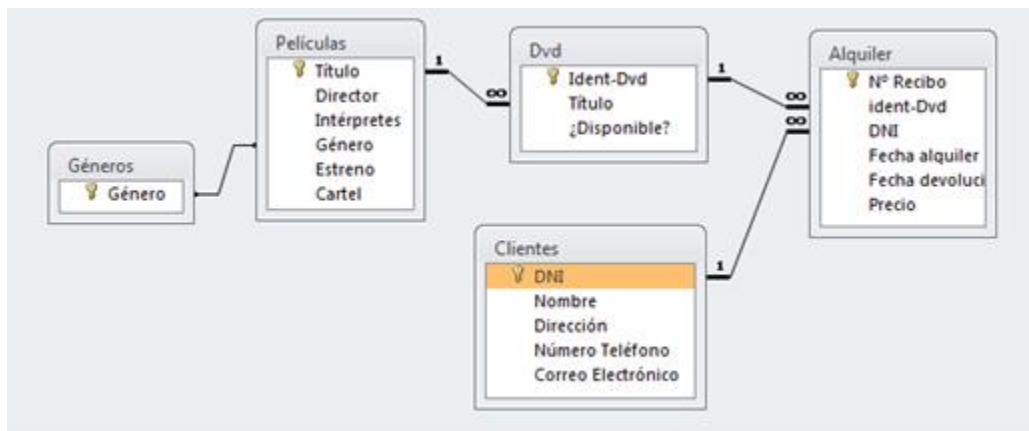 Géneros
Género
Películas
Título
Director
Intérpretes
Género
Estreno
Cartel
1
∞
Dvd
Ident-Dvd
Título
¿Disponible?
1
∞
∞
Alquiler
Nº Recibo
ident-Dvd
DNI
Fecha alquiler
Fecha devoluci
Precio
Clientes
DNI
Nombre
Dirección
Número Teléfono
Correo Electrónico
1